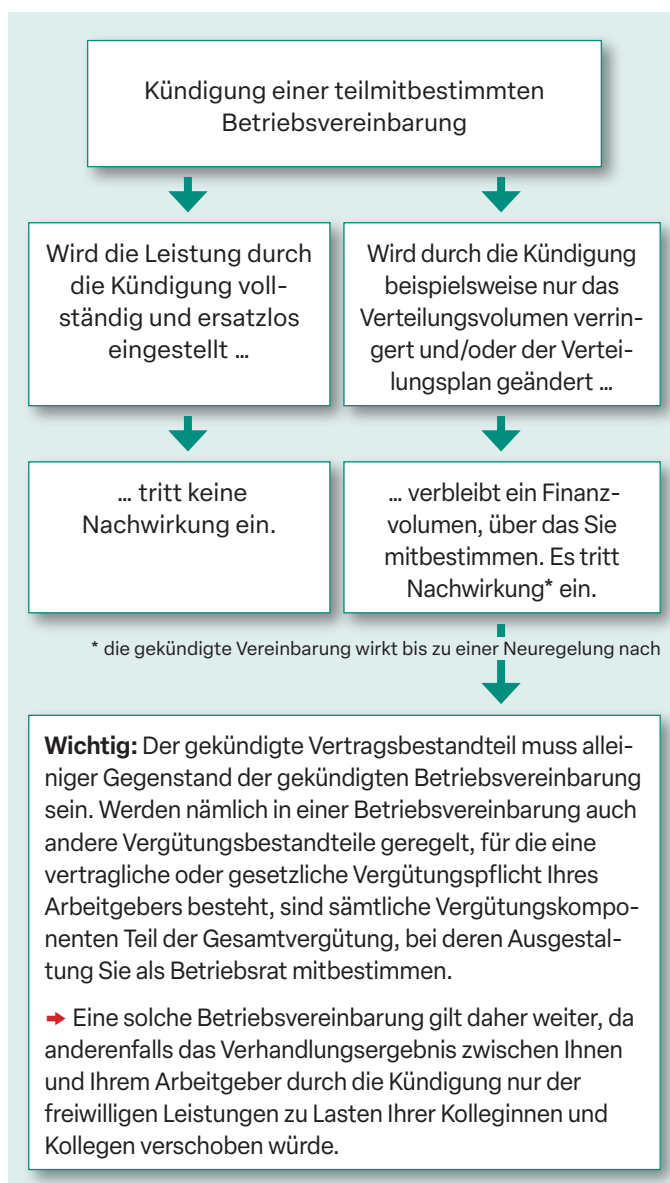 Kündigung einer teilmitbestimmten
Betriebsvereinbarung
Wird die Leistung durch
die Kündigung voll-
ständig und ersatzlos
eingestellt …
Wird durch die Kündigung
beispielsweise nur das
Verteilungsvolumen verrin-
gert und/oder der Vertei-
lungsplan geändert …
… tritt keine
Nachwirkung ein.
… verbleibt ein Finanz-
volumen, über das Sie
mitbestimmen. Es tritt
Nachwirkung* ein.
* die gekündigte Vereinbarung wirkt bis zu einer Neuregelung nach
Wichtig: Der gekündigte Vertragsbestandteil muss allei-
niger Gegenstand der gekündigten Betriebsvereinbarung
sein. Werden nämlich in einer Betriebsvereinbarung auch
andere Vergütungsbestandteile geregelt, für die eine
vertragliche oder gesetzliche Vergütungspflicht Ihres
Arbeitgebers besteht, sind sämtliche Vergütungskompo-
nenten Teil der Gesamtvergütung, bei deren Ausgestal-
tung Sie als Betriebsrat mitbestimmen.
➡ Eine solche Betriebsvereinbarung gilt daher weiter, da
anderenfalls das Verhandlungsergebnis zwischen Ihnen
und Ihrem Arbeitgeber durch die Kündigung nur der
freiwilligen Leistungen zu Lasten Ihrer Kolleginnen und
Kollegen verschoben würde.